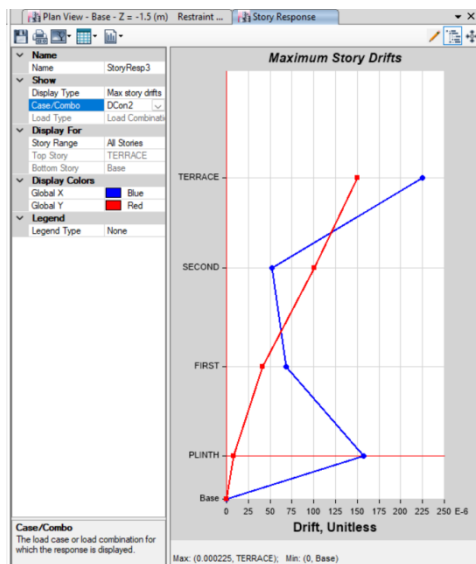 Plan View - Base - Z = -1.5 (m) Restraint ...
Story Response
Name
Name StoryResp3
Show
Display Type Max story drifts
Case/Combo DCon2
Load Type Load Combinati
Display For
Story Range All Stories
Top Story TERRACE
Bottom Story Base
Display Colors
Global X Blue
Global Y Red
Legend
Legend Type None
Case/Combo
The load case or load combination for
which the response is displayed.
Maximum Story Drifts
TERRACE
SECOND
FIRST
PLINTH
Base
0 25 50 75 100 125 150 175 200 225 250 E-6
Drift, Unitless
Max: (0.000225, TERRACE); Min: (0, Base)